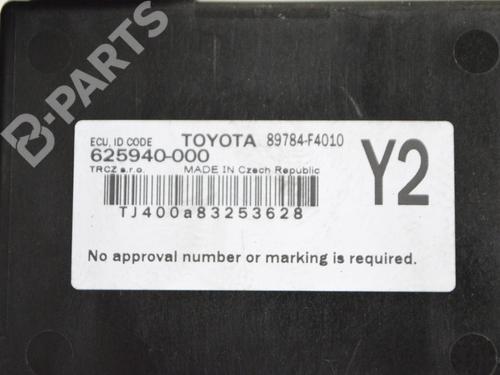 B-PARTS
ECU, ID CODE TOYOTA 89784-F4010
625940-000
TRCZ s.r.o. MADE IN Czech Republic
Y2
TJ400a83253628
No approval number or marking is required.